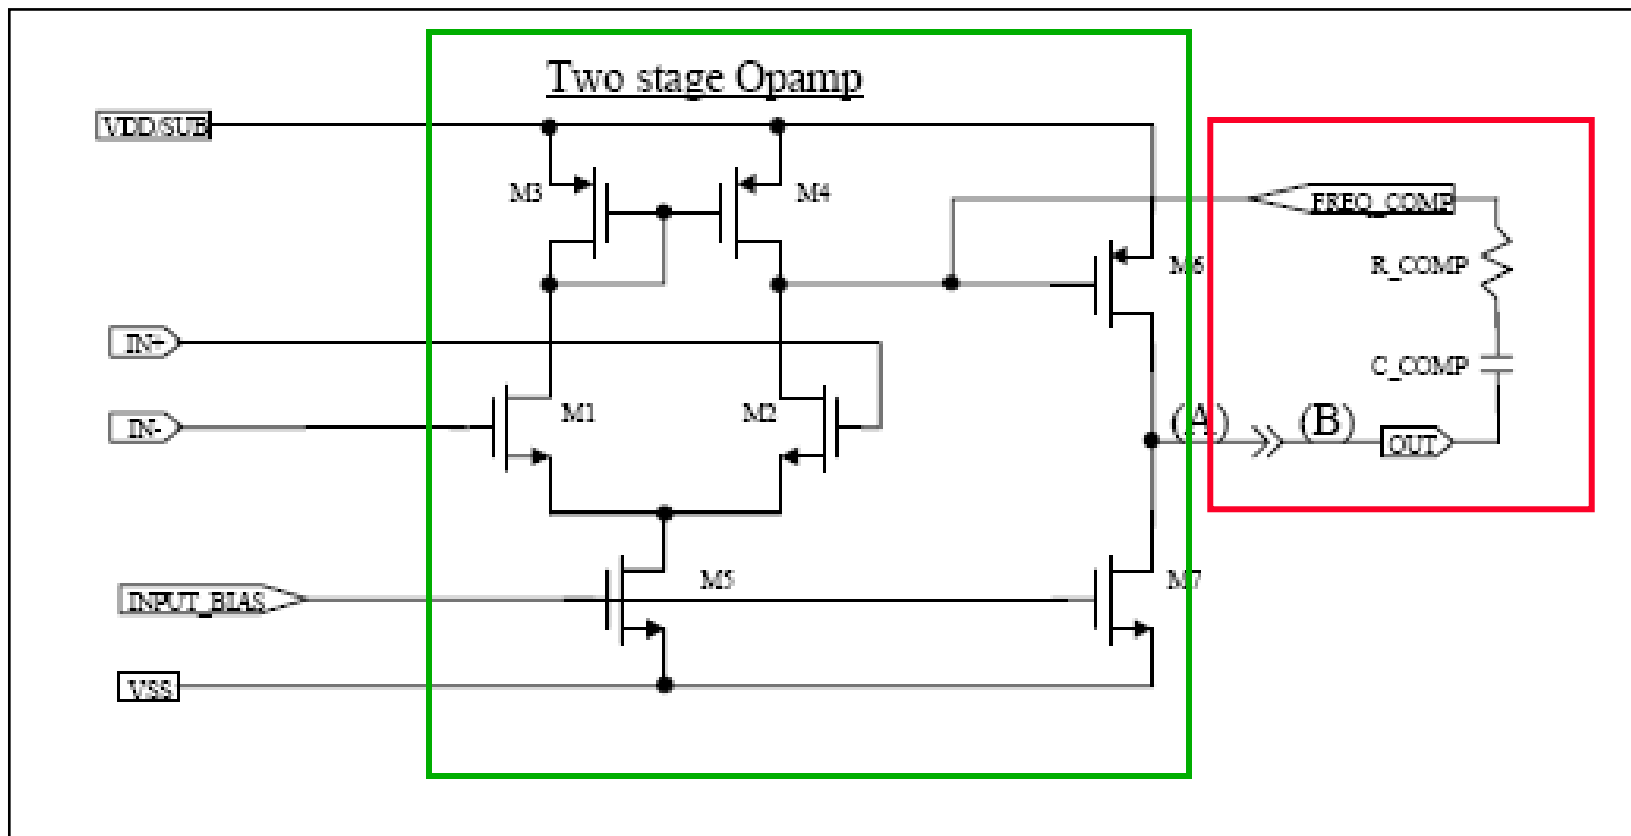 Two stage Opamp
VDD/SUB
M3
M4
FREQ_COMP
M6
R_COMP
IN+
C_COMP
IN-
M1
M2
(A)
(B)
OUT
INPUT_BIAS
M5
M7
VSS